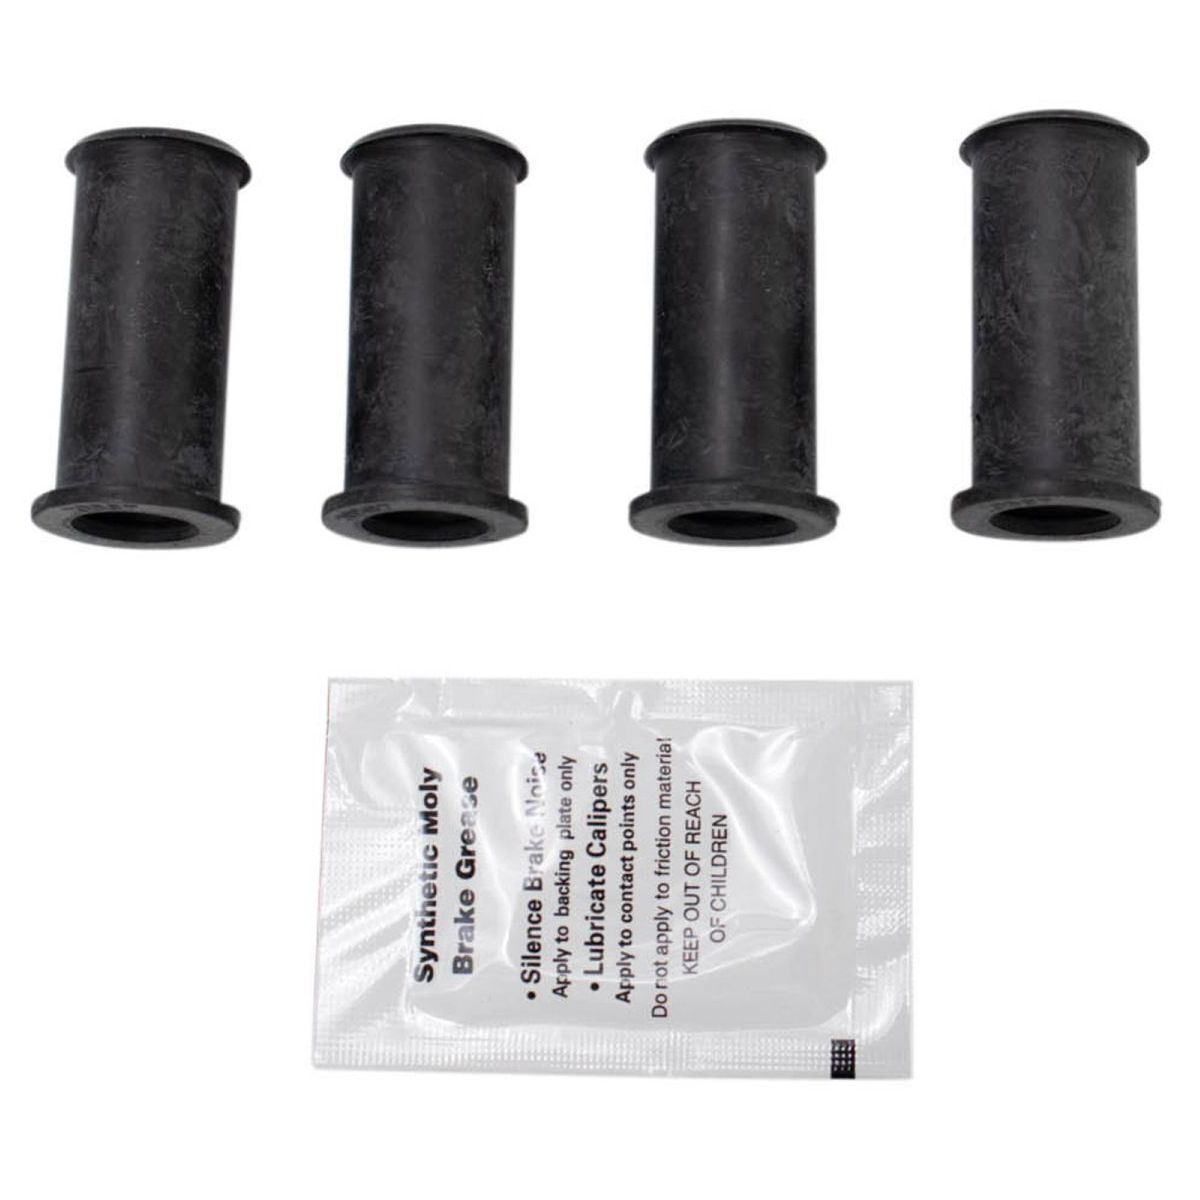 Synthetic Moly
Brake Grease
• Silence Brake Noise
Apply to backing plate only
• Lubricate Calipers
Apply to contact points only
Do not apply to friction material
KEEP OUT OF REACH
OF CHILDREN